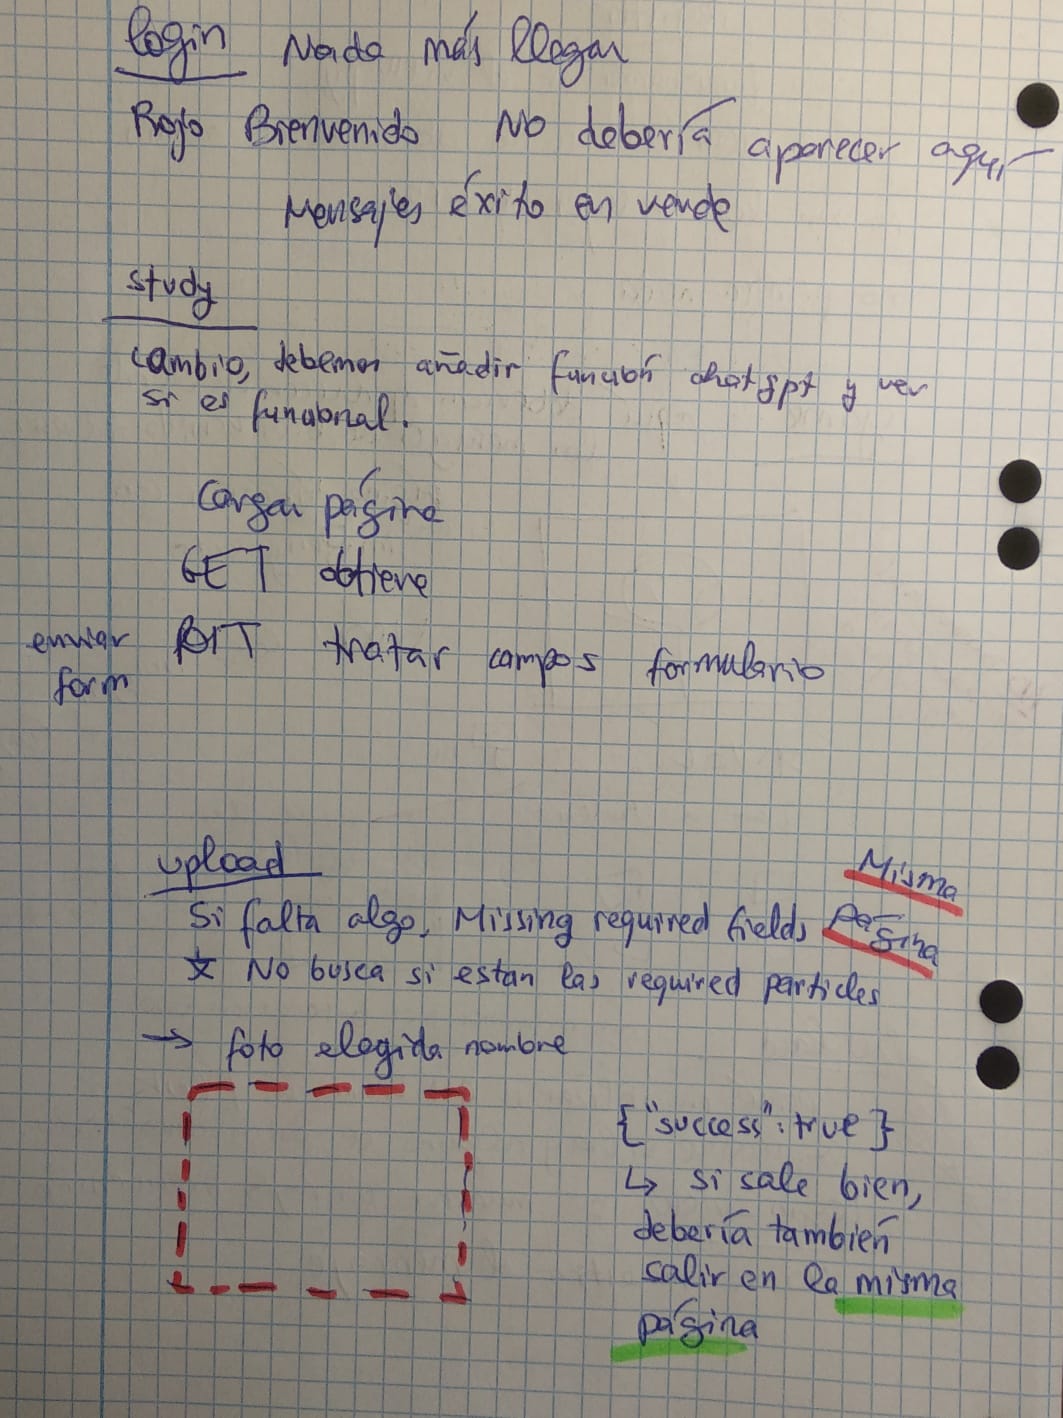 login Nada más llegar
Rojo Bienvenido No debería aparecer aquí
Mensajes éxito en verde
study
cambio, debemos añadir función chatgpt y ver
si es funcional.
Cargar página
GET obtiene
enviar form POST tratar campos formulario
upload
Si falta algo, Missing required fields Misma página
* No busca si estan las required particles
→ foto elegida nombre
{"success": true}
↳ si sale bien,
debería también
salir en la misma
página